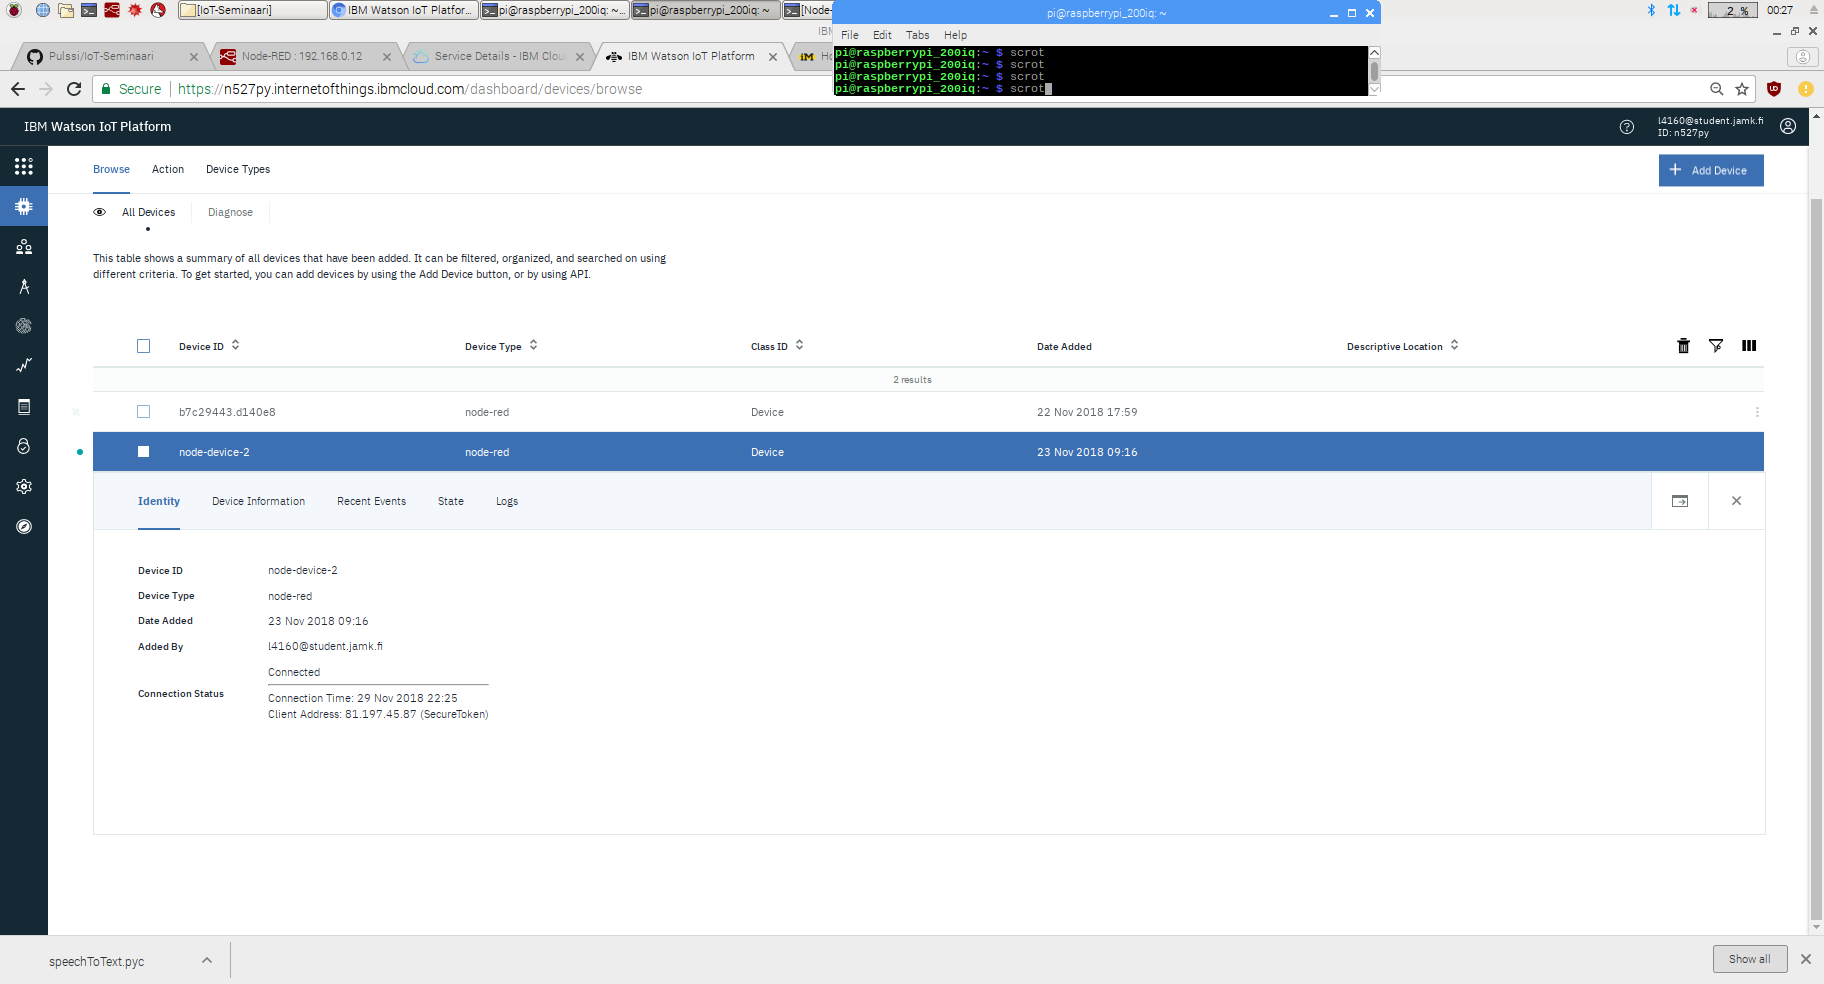 [IoT-Seminaari]
IBM Watson IoT Platfor...
pi@raspberrypi_200iq: ~...
pi@raspberrypi_200iq: ~
[Node-
2 %
00:27
pi@raspberrypi_200iq: ~
File Edit Tabs Help
pi@raspberrypi_200iq:~ $ scrot
pi@raspberrypi_200iq:~ $ scrot
pi@raspberrypi_200iq:~ $ scrot
pi@raspberrypi_200iq:~ $ scrot
IB
Pulssi/IoT-Seminaari
Node-RED : 192.168.0.12
Service Details - IBM Clou
IBM Watson IoT Platform
iM Ho
Secure https://n527py.internetofthings.ibmcloud.com/dashboard/devices/browse
IBM Watson IoT Platform
l4160@student.jamk.fi
ID: n527py
Browse Action Device Types
Add Device
All Devices Diagnose
This table shows a summary of all devices that have been added. It can be filtered, organized, and searched on using
different criteria. To get started, you can add devices by using the Add Device button, or by using API.
Device ID Device Type Class ID Date Added Descriptive Location
2 results
b7c29443.d140e8 node-red Device 22 Nov 2018 17:59
node-device-2 node-red Device 23 Nov 2018 09:16
Identity Device Information Recent Events State Logs
Device ID node-device-2
Device Type node-red
Date Added 23 Nov 2018 09:16
Added By l4160@student.jamk.fi
Connected
Connection Status
Connection Time: 29 Nov 2018 22:25
Client Address: 81.197.45.87 (SecureToken)
speechToText.pyc
Show all